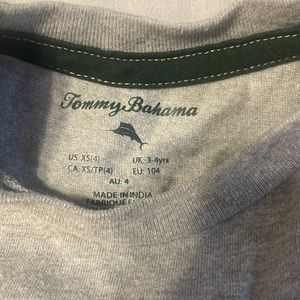 Tommy Bahama
US: XS(4) UK: 3-4yrs
CA: XS/TP(4) EU: 104
AU: 4
MADE IN INDIA
FABRIQUÉ E